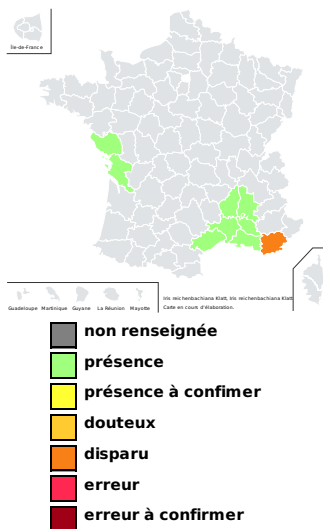 Île-de-France
Guadeloupe Martinique Guyane La Réunion Mayotte
Iris reichenbachiana Klatt, Iris reichenbachiana Klatt
Carte en cours d'élaboration.
non renseignée
présence
présence à confimer
douteux
disparu
erreur
erreur à confirmer